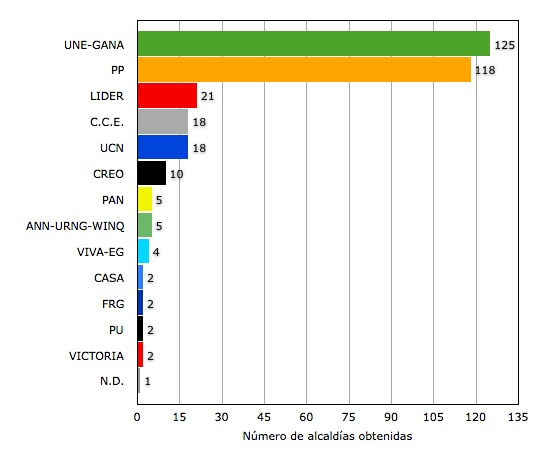 UNE-GANA 125
PP 118
LIDER 21
C.C.E. 18
UCN 18
CREO 10
PAN 5
ANN-URNG-WINQ 5
VIVA-EG 4
CASA 2
FRG 2
PU 2
VICTORIA 2
N.D. 1
0 15 30 45 60 75 90 105 120 135
Número de alcaldías obtenidas